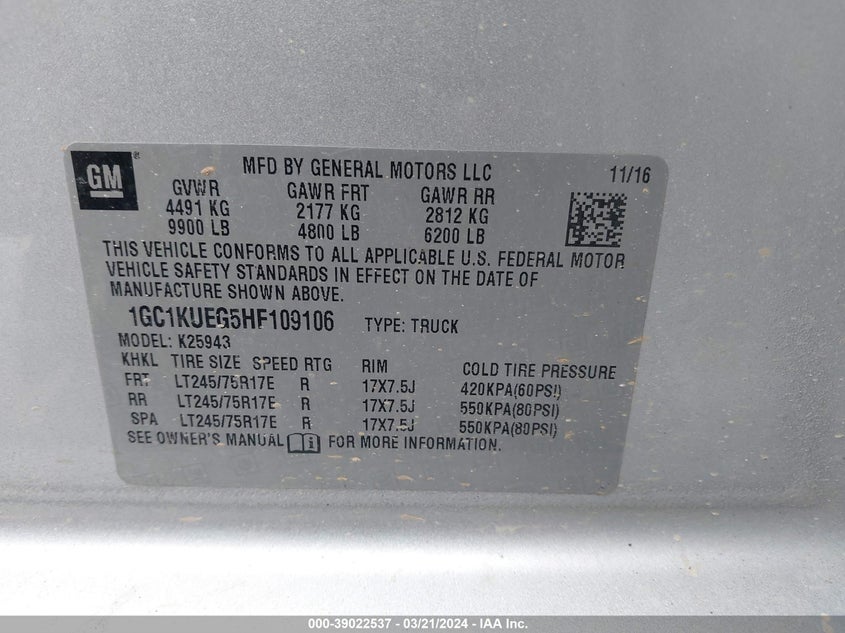 GM
MFD BY GENERAL MOTORS LLC 11/16
GVWR GAWR FRT GAWR RR
4491 KG 2177 KG 2812 KG
9900 LB 4800 LB 6200 LB
THIS VEHICLE CONFORMS TO ALL APPLICABLE U.S. FEDERAL MOTOR
VEHICLE SAFETY STANDARDS IN EFFECT ON THE DATE OF
MANUFACTURE SHOWN ABOVE.
1GC1KUEG5HF109106 TYPE: TRUCK
MODEL: K25943
KHKL TIRE SIZE SPEED RTG RIM COLD TIRE PRESSURE
FRT LT245/75R17E R 17X7.5J 420KPA(60PSI)
RR LT245/75R17E R 17X7.5J 550KPA(80PSI)
SPA LT245/75R17E R 17X7.5J 550KPA(80PSI)
SEE OWNER'S MANUAL i FOR MORE INFORMATION.
000-39022537 - 03/21/2024 - IAA Inc.